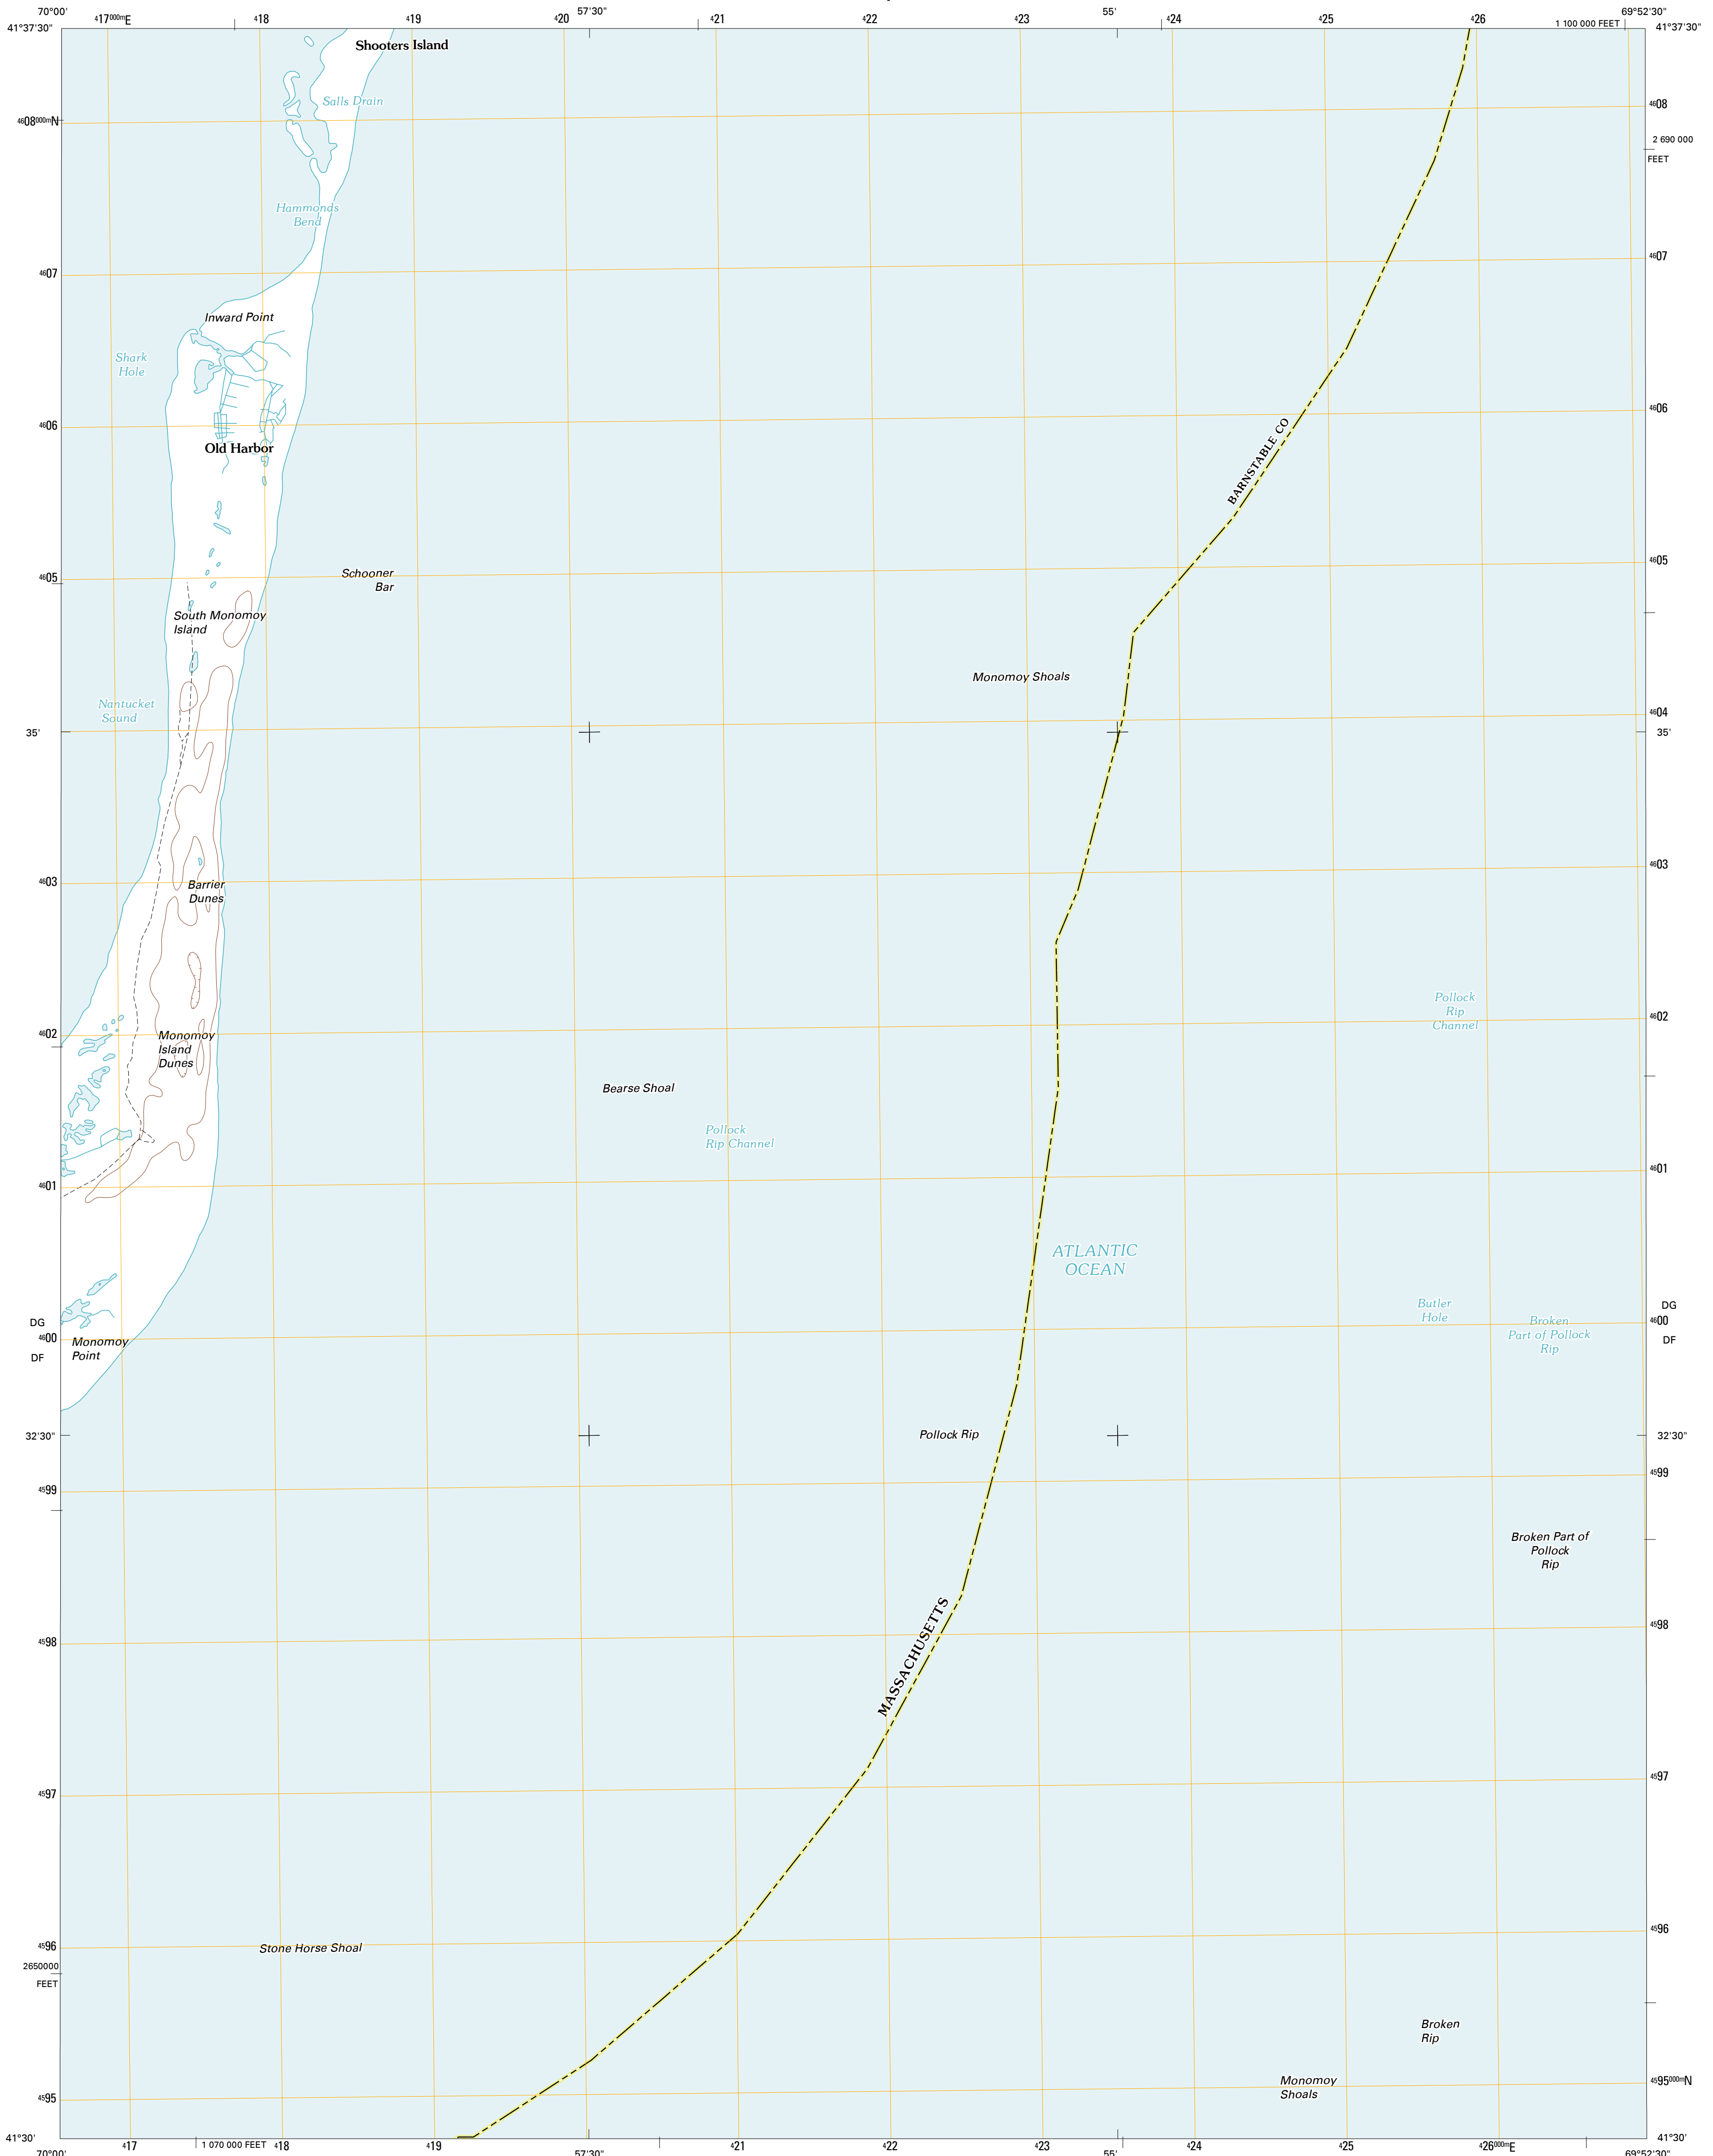 70°00'
⁴17⁰⁰⁰ᵐE
⁴18
⁴19
⁴20
57'30"
⁴21
⁴22
⁴23
55'
⁴24
⁴25
⁴26
1 100 000 FEET
69°52'30"
41°37'30"
41°37'30"
Shooters Island
Salls Drain
⁴⁶08⁰⁰⁰ᵐN
⁴⁶08
2 690 000
FEET
Hammonds
Bend
⁴⁶07
⁴⁶07
Inward Point
Shark
Hole
⁴⁶06
⁴⁶06
BARNSTABLE CO
Old Harbor
⁴⁶05
⁴⁶05
Schooner
Bar
South Monomoy
Island
Monomoy Shoals
Nantucket
Sound
⁴⁶04
35'
35'
⁴⁶03
⁴⁶03
Barrier
Dunes
Pollock
Rip
Channel
⁴⁶02
⁴⁶02
Monomoy
Island
Dunes
Bearse Shoal
Pollock
Rip Channel
⁴⁶01
⁴⁶01
ATLANTIC
OCEAN
Butler
Hole
Broken
Part of Pollock
Rip
DG
⁴⁶00
DF
DG
⁴⁶00
DF
Monomoy
Point
32'30"
Pollock Rip
32'30"
⁴⁵99
⁴⁵99
Broken Part of
Pollock
Rip
⁴⁵98
⁴⁵98
MASSACHUSETTS
⁴⁵97
⁴⁵97
⁴⁵96
⁴⁵96
Stone Horse Shoal
2650000
FEET
Broken
Rip
Monomoy
Shoals
⁴⁵95
⁴⁵95⁰⁰⁰ᵐN
41°30'
41°30'
70°00'
⁴17
1 070 000 FEET
⁴18
⁴19
57'30"
⁴21
⁴22
⁴23
55'
⁴24
⁴25
⁴26⁰⁰⁰ᵐE
69°52'30"